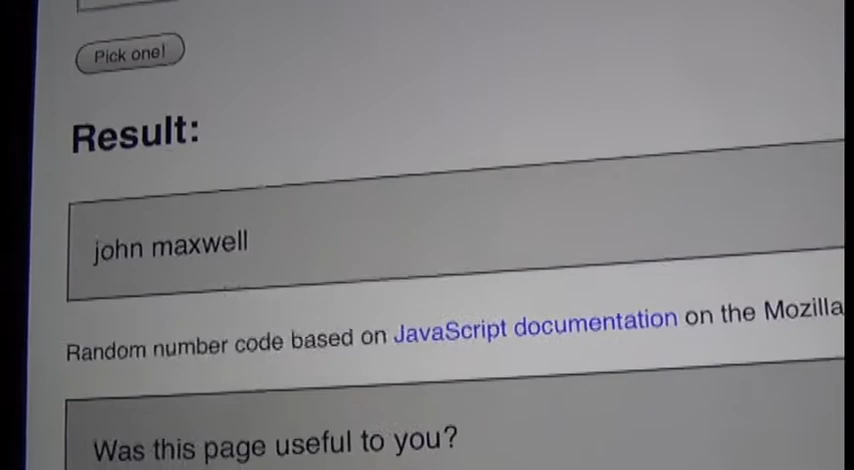 Pick one!
Result:
john maxwell
Random number code based on JavaScript documentation on the Mozilla
Was this page useful to you?